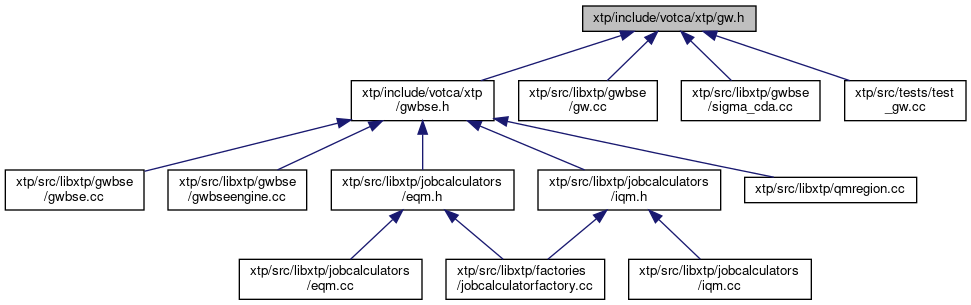 xtp/include/votca/xtp/gw.h
xtp/include/votca/xtp
/gwbse.h
xtp/src/libxtp/gwbse
/gw.cc
xtp/src/libxtp/gwbse
/sigma_cda.cc
xtp/src/tests/test
_gw.cc
xtp/src/libxtp/gwbse
/gwbse.cc
xtp/src/libxtp/gwbse
/gwbseengine.cc
xtp/src/libxtp/jobcalculators
/eqm.h
xtp/src/libxtp/jobcalculators
/iqm.h
xtp/src/libxtp/qmregion.cc
xtp/src/libxtp/jobcalculators
/eqm.cc
xtp/src/libxtp/factories
/jobcalculatorfactory.cc
xtp/src/libxtp/jobcalculators
/iqm.cc